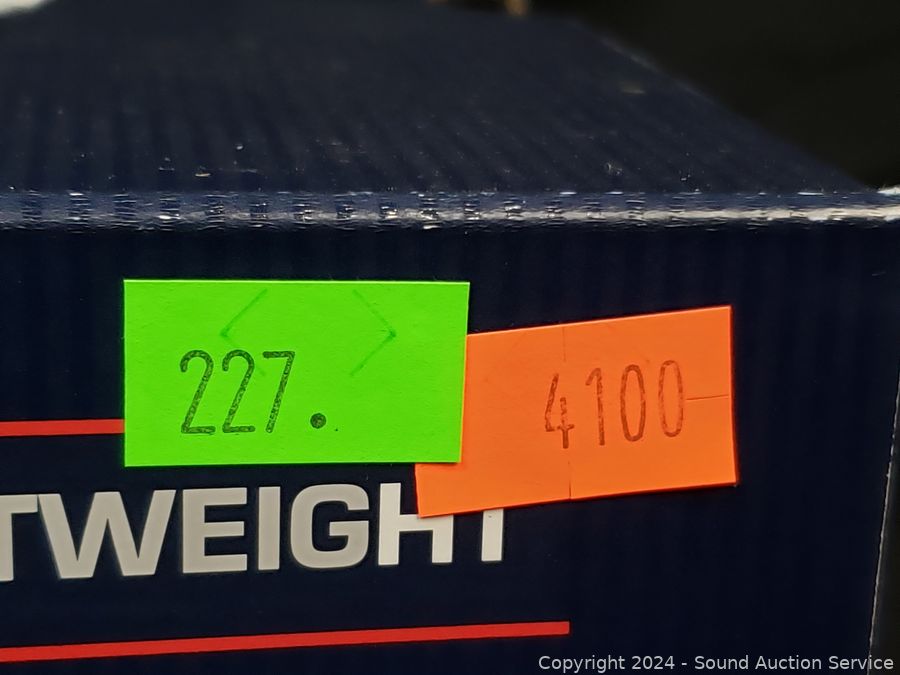 227.
4100
TWEIGHT
Copyright 2024 - Sound Auction Service